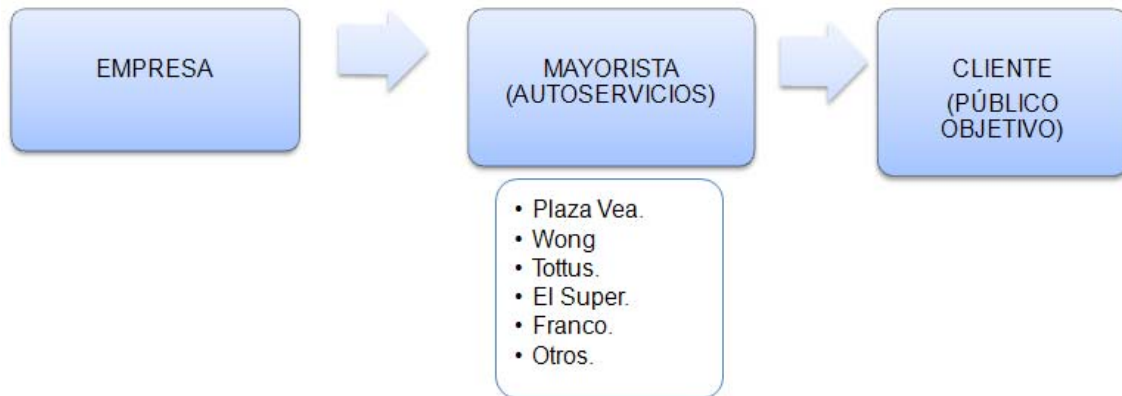 EMPRESA
MAYORISTA
(AUTOSERVICIOS)
CLIENTE
(PÚBLICO
OBJETIVO)
• Plaza Vea.
• Wong
• Tottus.
• El Super.
• Franco.
• Otros.